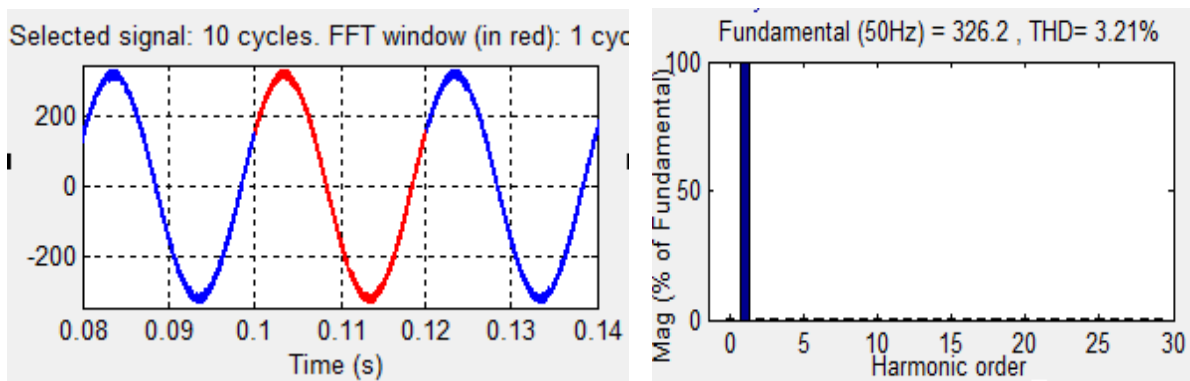 Selected signal: 10 cycles. FFT window (in red): 1 cyc
200
0
-200
0.08 0.09 0.1 0.11 0.12 0.13 0.14
Time (s)
Fundamental (50Hz) = 326.2 , THD= 3.21%
Mag (% of Fundamental)
100
50
0
0 5 10 15 20 25 30
Harmonic order